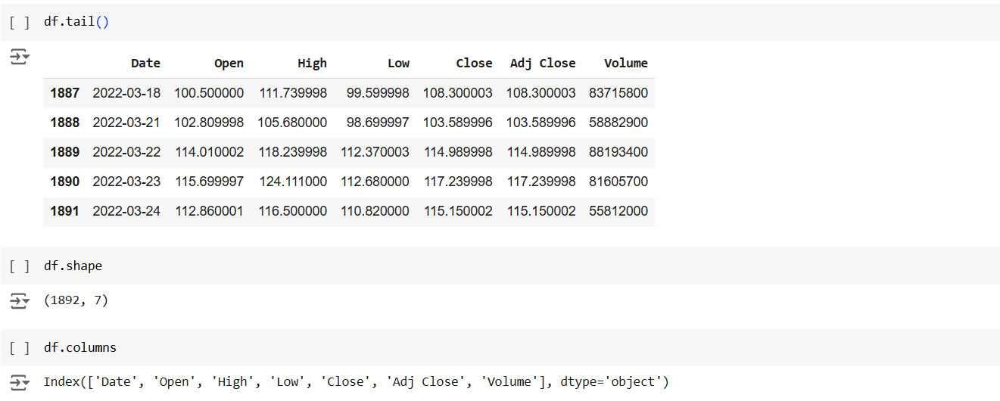 [ ] df.tail()
Date Open High Low Close Adj Close Volume
1887 2022-03-18 100.500000 111.739998 99.599998 108.300003 108.300003 83715800
1888 2022-03-21 102.809998 105.680000 98.699997 103.589996 103.589996 58882900
1889 2022-03-22 114.010002 118.239998 112.370003 114.989998 114.989998 88193400
1890 2022-03-23 115.699997 124.111000 112.680000 117.239998 117.239998 81605700
1891 2022-03-24 112.860001 116.500000 110.820000 115.150002 115.150002 55812000
[ ] df.shape
(1892, 7)
[ ] df.columns
Index(['Date', 'Open', 'High', 'Low', 'Close', 'Adj Close', 'Volume'], dtype='object')